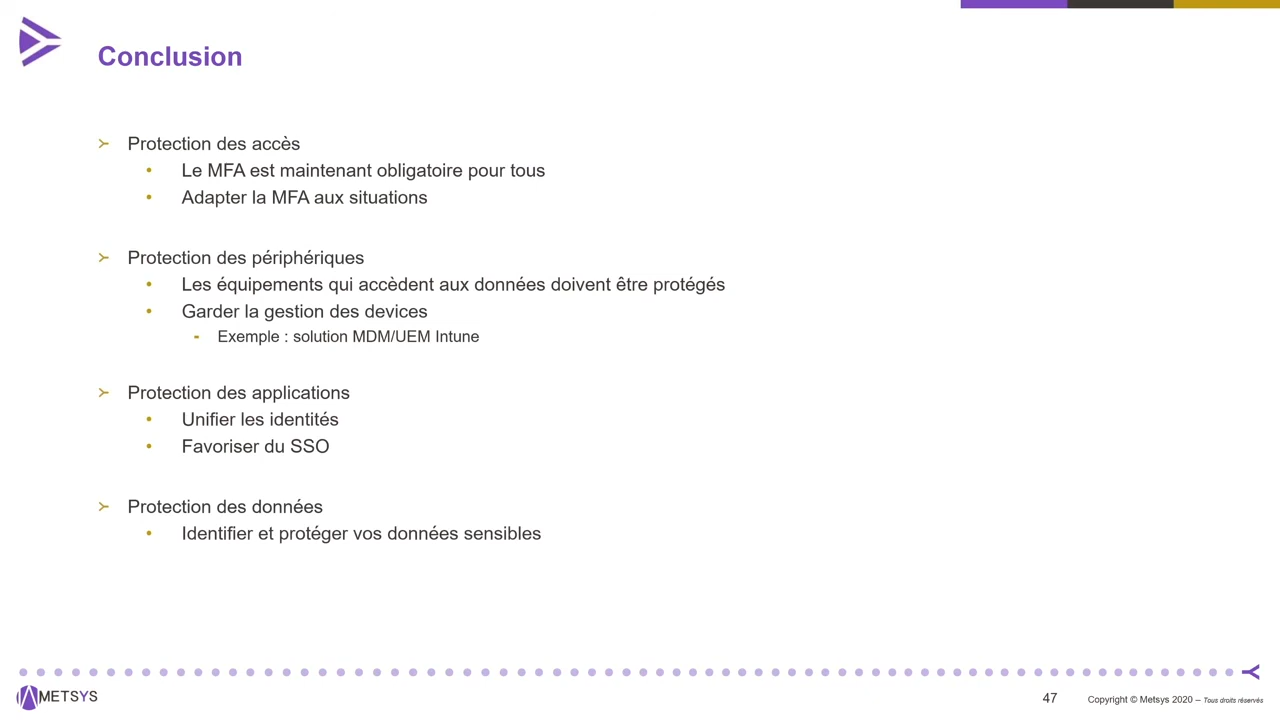 Conclusion
Protection des accès
Le MFA est maintenant obligatoire pour tous
Adapter la MFA aux situations
Protection des périphériques
Les équipements qui accèdent aux données doivent être protégés
Garder la gestion des devices
Exemple : solution MDM/UEM Intune
Protection des applications
Unifier les identités
Favoriser du SSO
Protection des données
Identifier et protéger vos données sensibles
METSYS
47
Copyright © Metsys 2020 – Tous droits réservés